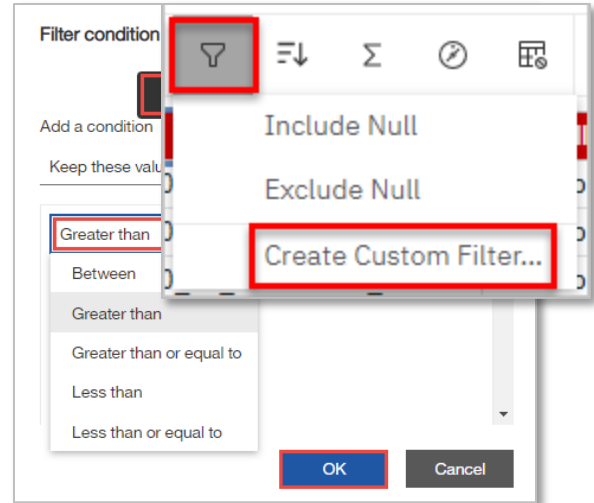 Filter condition
Add a condition
Keep these valu
Include Null
Exclude Null
Create Custom Filter...
Greater than
Between
Greater than
Greater than or equal to
Less than
Less than or equal to
OK
Cancel